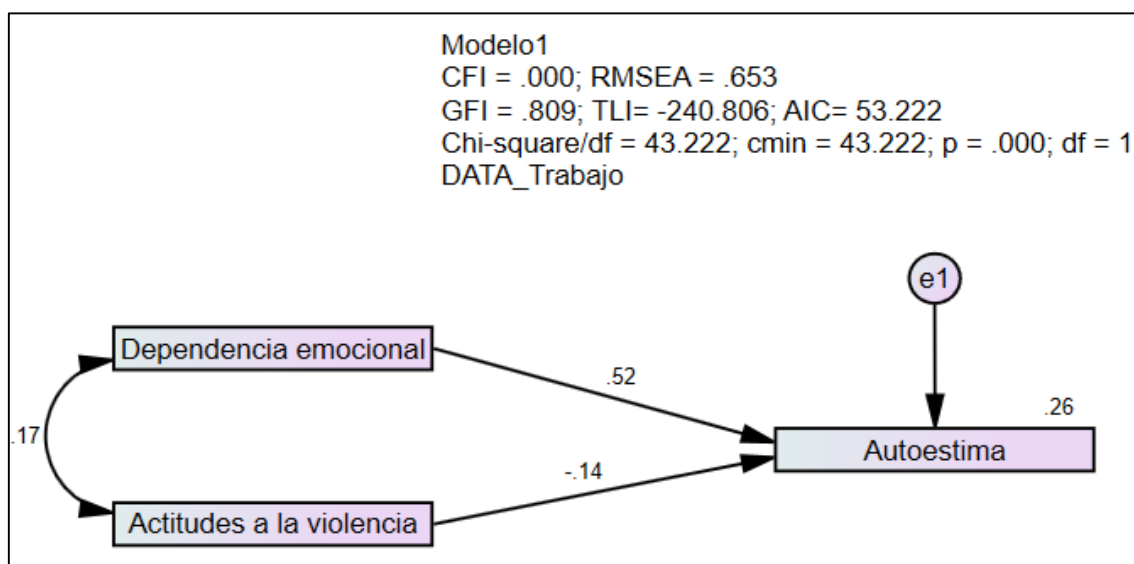 Modelo1
CFI = .000; RMSEA = .653
GFI = .809; TLI= -240.806; AIC= 53.222
Chi-square/df = 43.222; cmin = 43.222; p = .000; df = 1
DATA_Trabajo
e1
Dependencia emocional
.52
.26
.17
Autoestima
-.14
Actitudes a la violencia